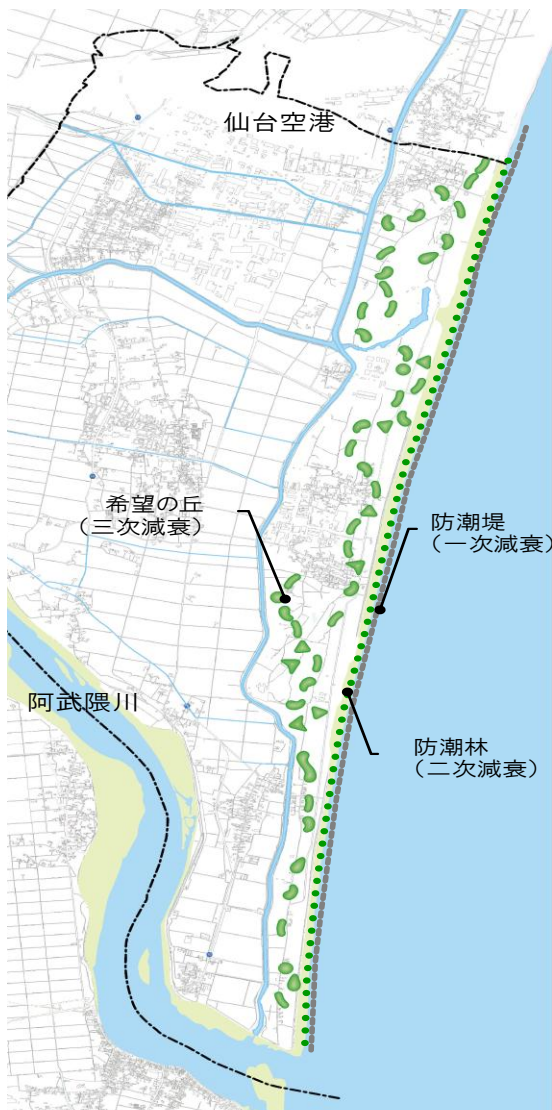 仙台空港
希望の丘
（三次減衰）
防潮堤
（一次減衰）
阿武隈川
防潮林
（二次減衰）